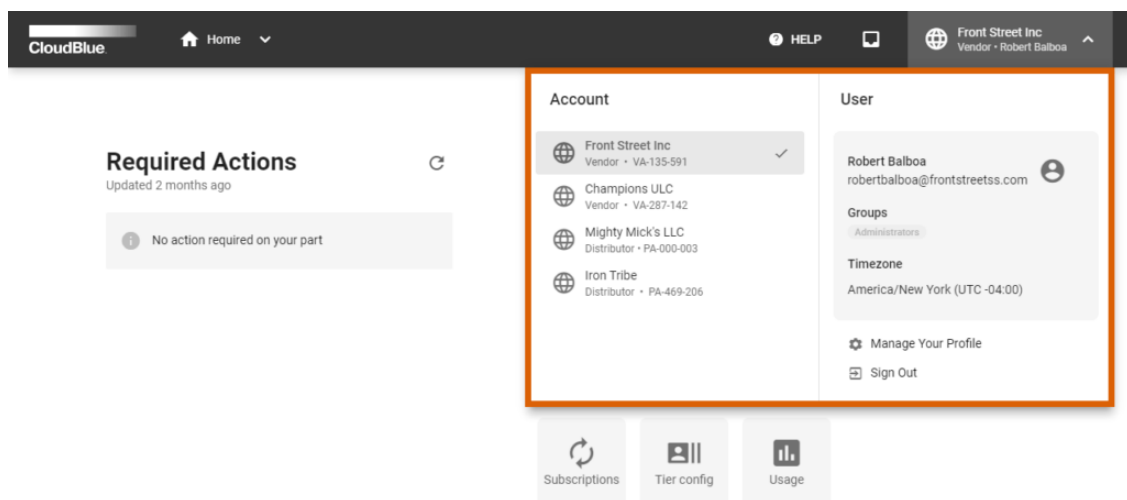 CloudBlue
Home
HELP
Front Street Inc
Vendor • Robert Balboa
Required Actions
Updated 2 months ago
No action required on your part
Account
Front Street Inc
Vendor • VA-135-591
Champions ULC
Vendor • VA-287-142
Mighty Mick's LLC
Distributor • PA-000-003
Iron Tribe
Distributor • PA-469-206
User
Robert Balboa
robertbalboa@frontstreetss.com
Groups
Administrators
Timezone
America/New York (UTC -04:00)
Manage Your Profile
Sign Out
Subscriptions
Tier config
Usage